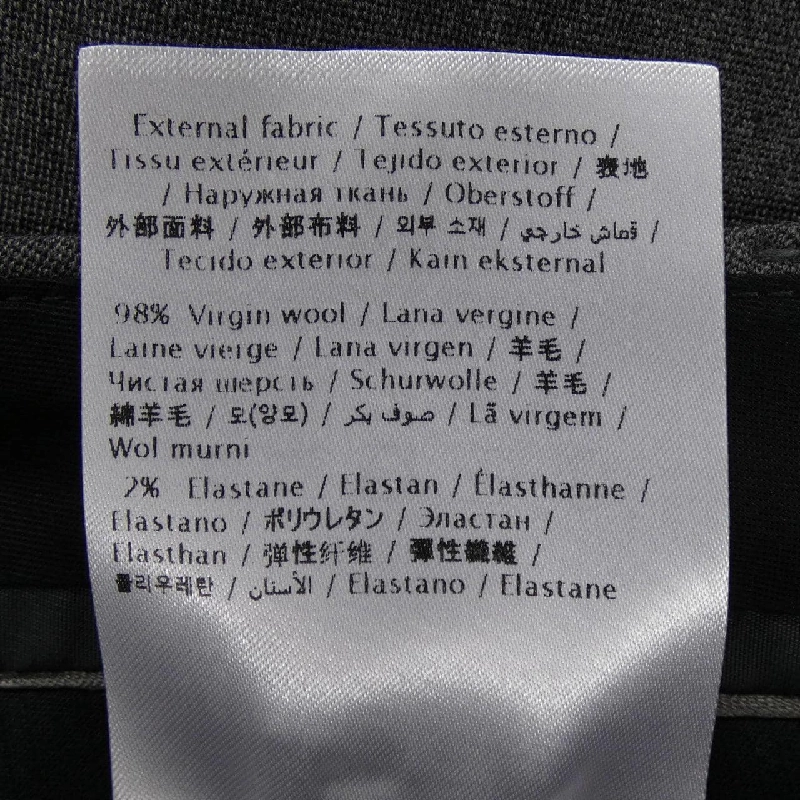 External fabric / Tessuto esterno /
Tissu extérieur / Tejido exterior / 表地
/ Наружная ткань / Oberstoff /
外部面料 / 外部布料 / 외부 소재 / قماش خارجي /
Tecido exterior / Kain eksternal
98% Virgin wool / Lana vergine /
Laine vierge / Lana virgen / 羊毛 /
Чистая шерсть / Schurwolle / 羊毛 /
綿羊毛 / 모(양모) / صوف بكر / Lã virgem /
Wol murni
2% Elastane / Elastan / Élasthanne /
Elastano / ポリウレタン / Эластан /
Elasthan / 弹性纤维 / 彈性纖維 /
폴리우레탄 / الأستان / Elastano / Elastane